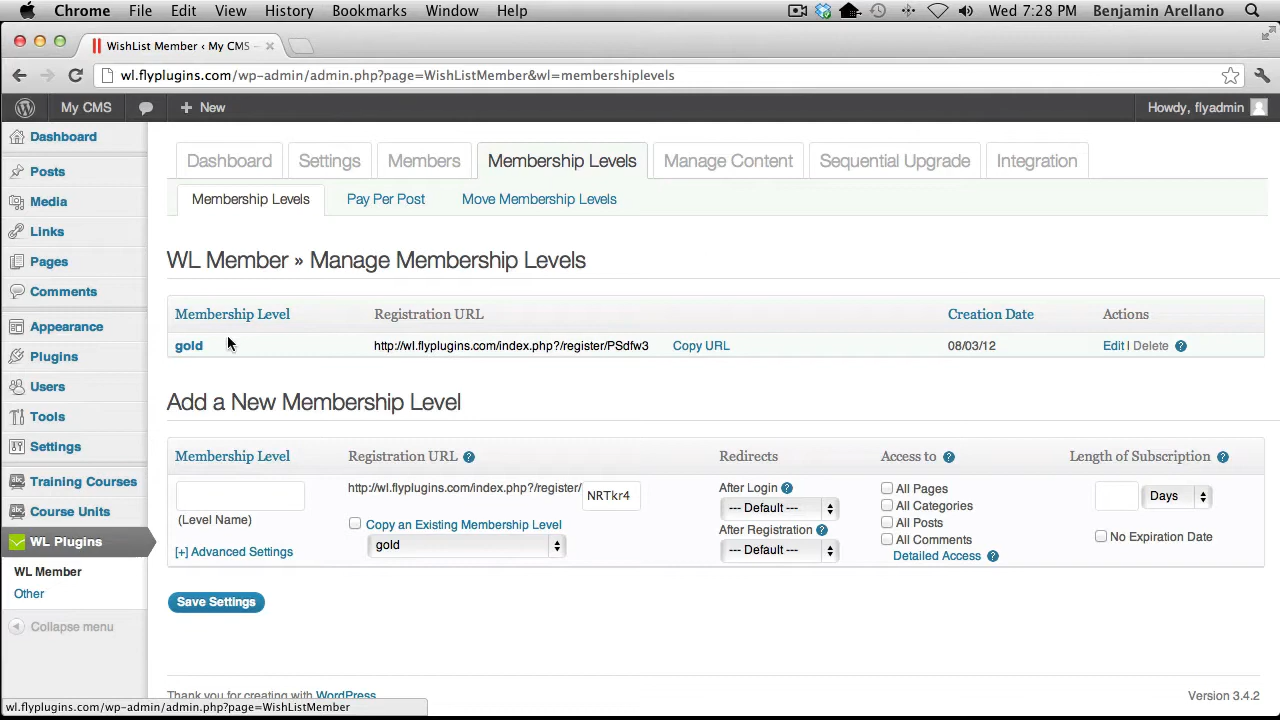 Chrome File Edit View History Bookmarks Window Help Wed 7:28 PM Benjamin Arellano
WishList Member ‹ My CMS –
wl.flyplugins.com/wp-admin/admin.php?page=WishListMember&wl=membershiplevels
My CMS + New Howdy, flyadmin
Dashboard
Posts
Media
Links
Pages
Comments
Appearance
Plugins
Users
Tools
Settings
Training Courses
Course Units
WL Plugins
WL Member
Other
Collapse menu
Dashboard Settings Members Membership Levels Manage Content Sequential Upgrade Integration
Membership Levels Pay Per Post Move Membership Levels
WL Member » Manage Membership Levels
Membership Level Registration URL Creation Date Actions
gold http://wl.flyplugins.com/index.php?/register/PSdfw3 Copy URL 08/03/12 Edit | Delete ?
Add a New Membership Level
Membership Level Registration URL ? Redirects Access to ? Length of Subscription ?
http://wl.flyplugins.com/index.php?/register/ NRTkr4
(Level Name)
[+] Advanced Settings
Copy an Existing Membership Level
gold
After Login ?
--- Default ---
After Registration ?
--- Default ---
All Pages
All Categories
All Posts
All Comments
Detailed Access ?
Days
No Expiration Date
Save Settings
Thank you for creating with WordPress Version 3.4.2
wl.flyplugins.com/wp-admin/admin.php?page=WishListMember